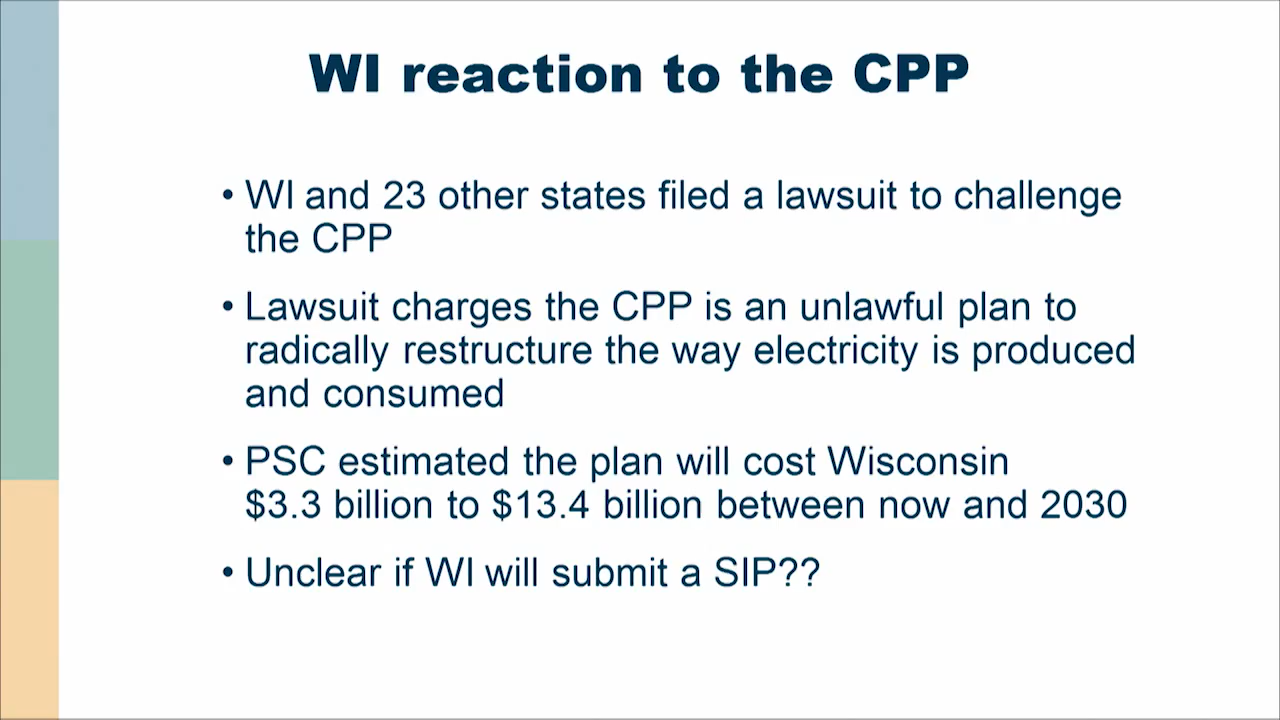 WI reaction to the CPP
• WI and 23 other states filed a lawsuit to challenge
the CPP
• Lawsuit charges the CPP is an unlawful plan to
radically restructure the way electricity is produced
and consumed
• PSC estimated the plan will cost Wisconsin
$3.3 billion to $13.4 billion between now and 2030
• Unclear if WI will submit a SIP??